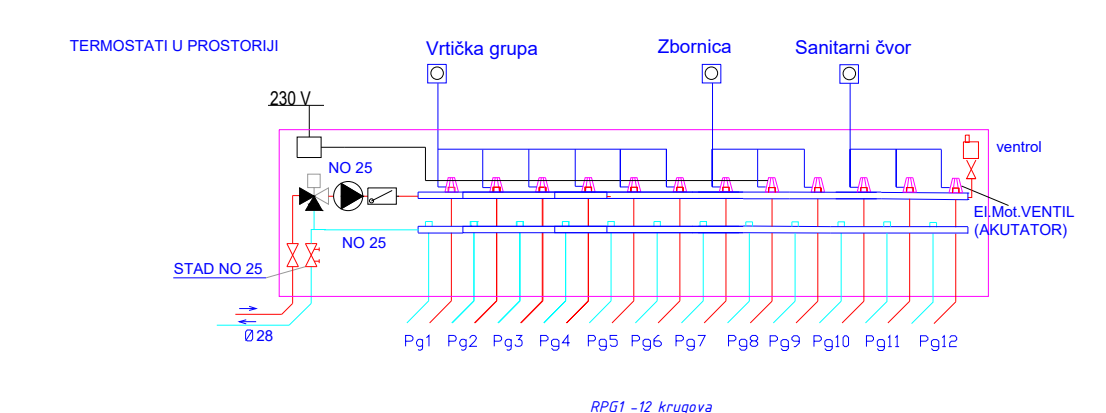 TERMOSTATI U PROSTORIJI
Vrtička grupa
Zbornica
Sanitarni čvor
230 V
ventrol
NO 25
El.Mot.VENTIL
(AKUTATOR)
NO 25
STAD NO 25
Ø28
Pg1 Pg2 Pg3 Pg4 Pg5 Pg6 Pg7 Pg8 Pg9 Pg10 Pg11 Pg12
RPG1 -12 krugova